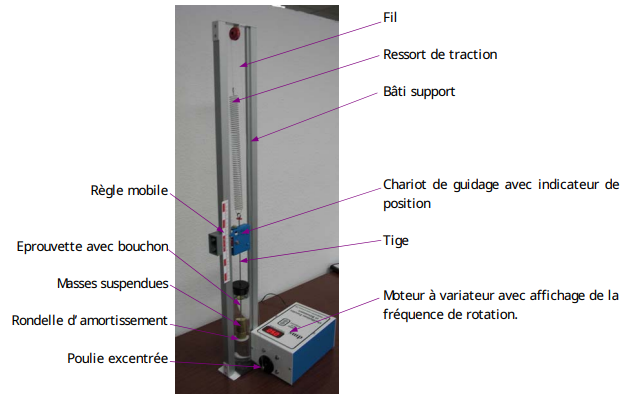 Fil
Ressort de traction
Bâti support
Règle mobile
Chariot de guidage avec indicateur de
position
Eprouvette avec bouchon
Tige
Masses suspendues
Moteur à variateur avec affichage de la
fréquence de rotation.
Rondelle d’amortissement
Poulie excentrée